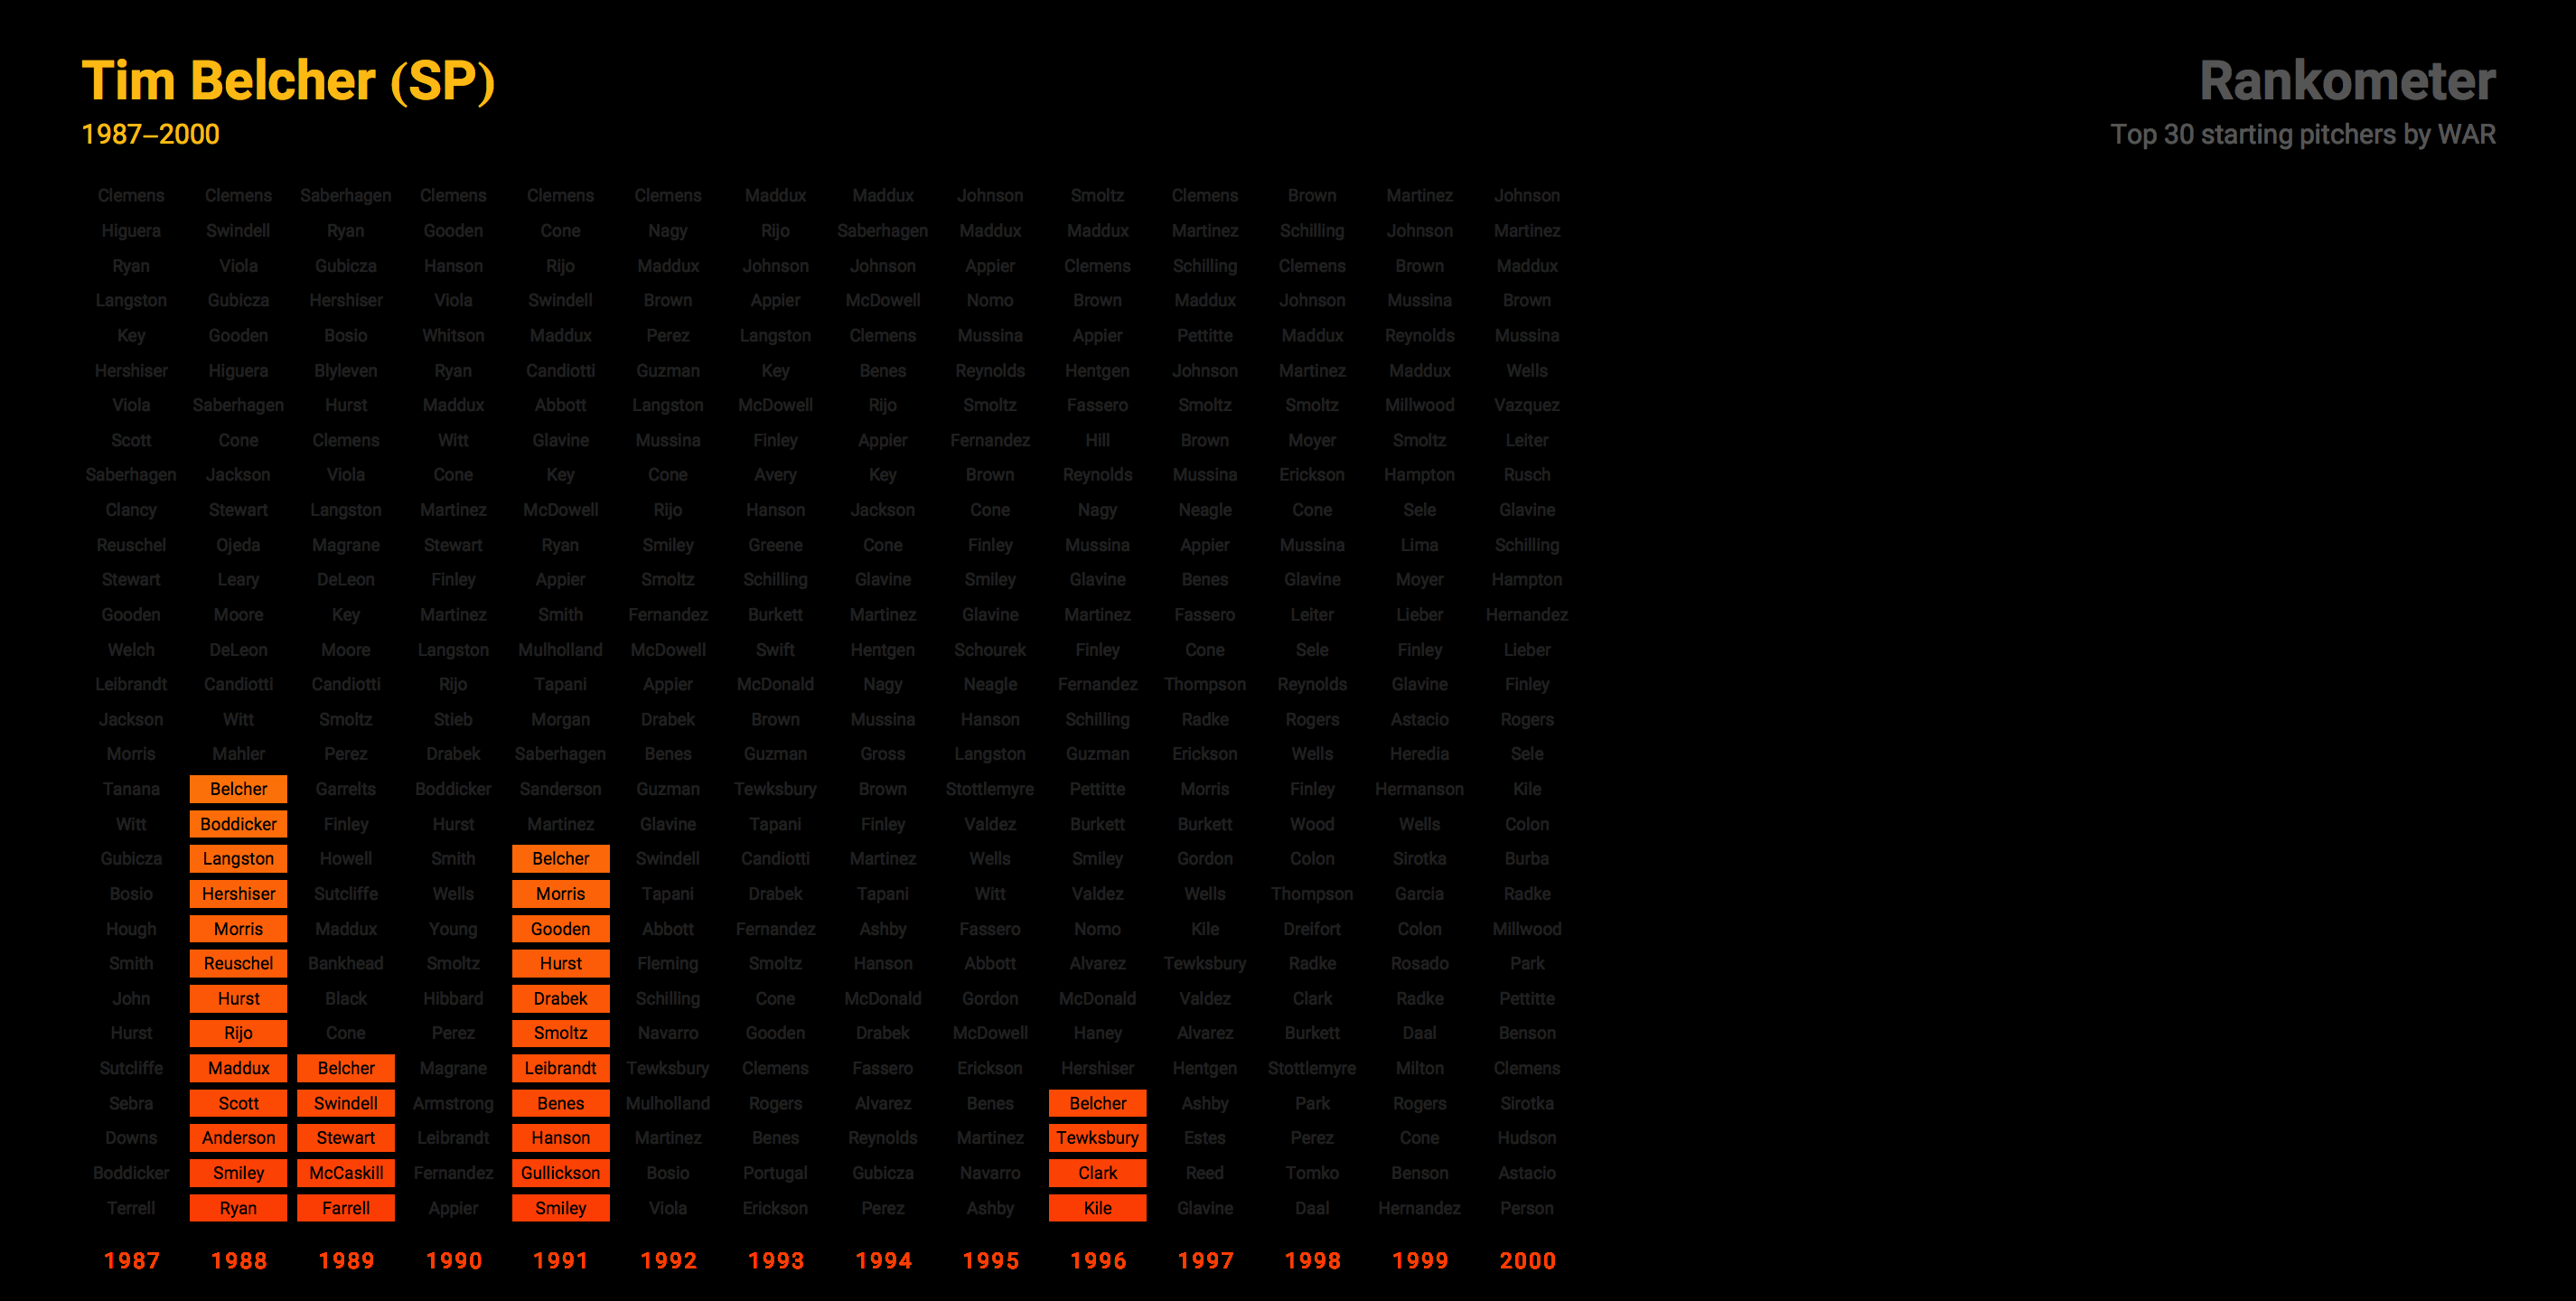 Tim Belcher (SP)
1987–2000
Rankometer
Top 30 starting pitchers by WAR
Clemens Clemens Saberhagen Clemens Clemens Clemens Maddux Maddux Johnson Smoltz Clemens Brown Martinez Johnson
Higuera Swindell Ryan Gooden Cone Nagy Rijo Saberhagen Maddux Maddux Martinez Schilling Johnson Martinez
Ryan Viola Gubicza Hanson Rijo Maddux Johnson Johnson Appier Clemens Schilling Clemens Brown Maddux
Langston Gubicza Hershiser Viola Swindell Brown Appier McDowell Nomo Brown Maddux Johnson Mussina Brown
Key Gooden Bosio Whitson Maddux Perez Langston Clemens Mussina Appier Pettitte Maddux Reynolds Mussina
Hershiser Higuera Blyleven Ryan Candiotti Guzman Key Benes Reynolds Hentgen Johnson Martinez Maddux Wells
Viola Saberhagen Hurst Maddux Abbott Langston McDowell Rijo Smoltz Fassero Smoltz Smoltz Millwood Vazquez
Scott Cone Clemens Witt Glavine Mussina Finley Appier Fernandez Hill Brown Moyer Smoltz Leiter
Saberhagen Jackson Viola Cone Key Cone Avery Key Brown Reynolds Mussina Erickson Hampton Rusch
Clancy Stewart Langston Martinez McDowell Rijo Hanson Jackson Cone Nagy Neagle Cone Sele Glavine
Reuschel Ojeda Magrane Stewart Ryan Smiley Greene Cone Finley Mussina Appier Mussina Lima Schilling
Stewart Leary DeLeon Finley Appier Smoltz Schilling Glavine Smiley Glavine Benes Glavine Moyer Hampton
Gooden Moore Key Martinez Smith Fernandez Burkett Martinez Glavine Martinez Fassero Leiter Lieber Hernandez
Welch DeLeon Moore Langston Mulholland McDowell Swift Hentgen Schourek Finley Cone Sele Finley Lieber
Leibrandt Candiotti Candiotti Rijo Tapani Appier McDonald Nagy Neagle Fernandez Thompson Reynolds Glavine Finley
Jackson Witt Smoltz Stieb Morgan Drabek Brown Mussina Hanson Schilling Radke Rogers Astacio Rogers
Morris Mahler Perez Drabek Saberhagen Benes Guzman Gross Langston Guzman Erickson Wells Heredia Sele
Tanana Belcher Garrelts Boddicker Sanderson Guzman Tewksbury Brown Stottlemyre Pettitte Morris Finley Hermanson Kile
Witt Boddicker Finley Hurst Martinez Glavine Tapani Finley Valdez Burkett Burkett Wood Wells Colon
Gubicza Langston Howell Smith Belcher Swindell Candiotti Martinez Wells Smiley Gordon Colon Sirotka Burba
Bosio Hershiser Sutcliffe Wells Morris Tapani Drabek Tapani Witt Valdez Wells Thompson Garcia Radke
Hough Morris Maddux Young Gooden Abbott Fernandez Ashby Fassero Nomo Kile Dreifort Colon Millwood
Smith Reuschel Bankhead Smoltz Hurst Fleming Smoltz Hanson Abbott Alvarez Tewksbury Radke Rosado Park
John Hurst Black Hibbard Drabek Schilling Cone McDonald Gordon McDonald Valdez Clark Radke Pettitte
Hurst Rijo Cone Perez Smoltz Navarro Gooden Drabek McDowell Haney Alvarez Burkett Daal Benson
Sutcliffe Maddux Belcher Magrane Leibrandt Tewksbury Clemens Fassero Erickson Hershiser Hentgen Stottlemyre Milton Clemens
Sebra Scott Swindell Armstrong Benes Mulholland Rogers Alvarez Benes Belcher Ashby Park Rogers Sirotka
Downs Anderson Stewart Leibrandt Hanson Martinez Benes Reynolds Martinez Tewksbury Estes Perez Cone Hudson
Boddicker Smiley McCaskill Fernandez Gullickson Bosio Portugal Gubicza Navarro Clark Reed Tomko Benson Astacio
Terrell Ryan Farrell Appier Smiley Viola Erickson Perez Ashby Kile Glavine Daal Hernandez Person
1987 1988 1989 1990 1991 1992 1993 1994 1995 1996 1997 1998 1999 2000